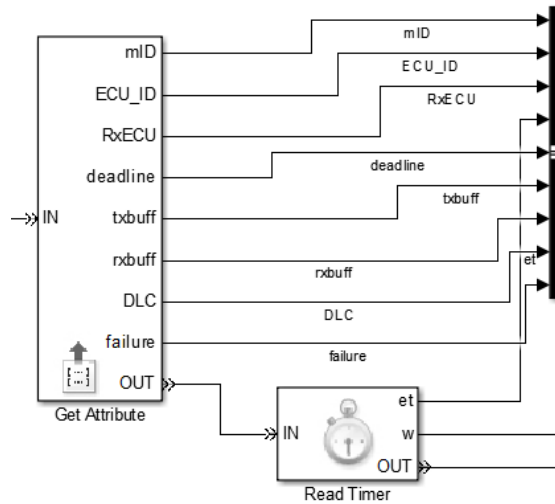 mID
mID
ECU_ID
ECU_ID
RxECU
RxECU
deadline
deadline
IN
txbuff
txbuff
rxbuff
rxbuff
et
DLC
DLC
failure
failure
[...]
OUT
Get Attribute
et
IN
w
OUT
Read Timer